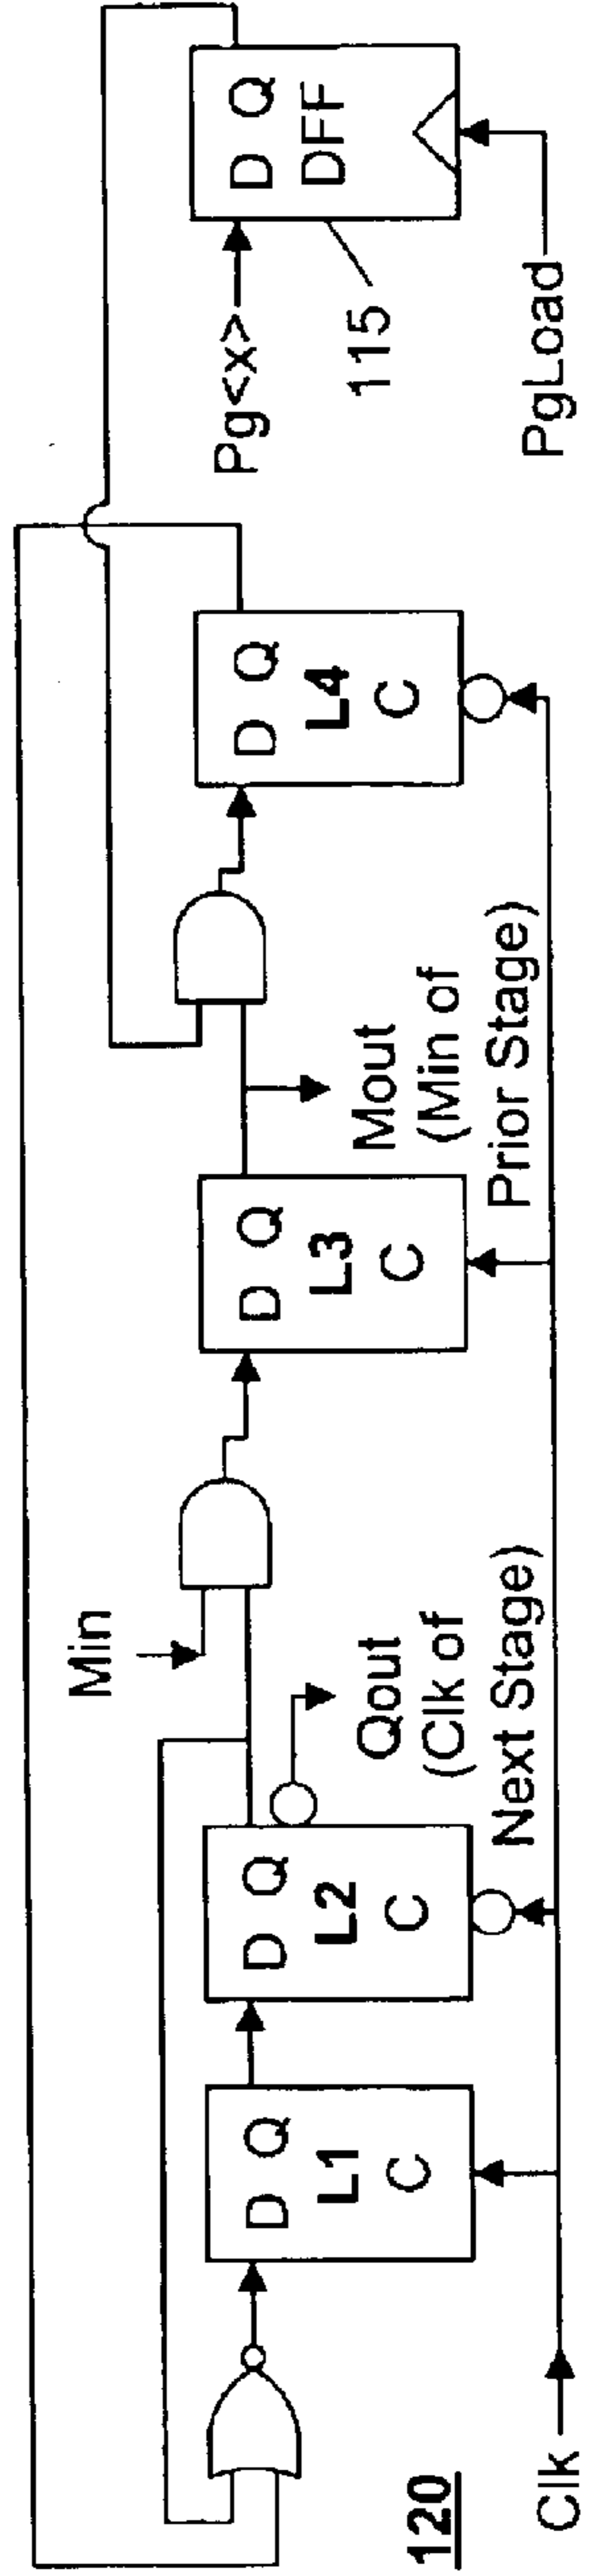 120
Clk
D Q
L1
C
D Q
L2
C
Qout
(Clk of
Next Stage)
Min
D Q
L3
C
Mout
(Min of
Prior Stage)
D Q
L4
C
Pg<x>
D Q
DFF
115
PgLoad